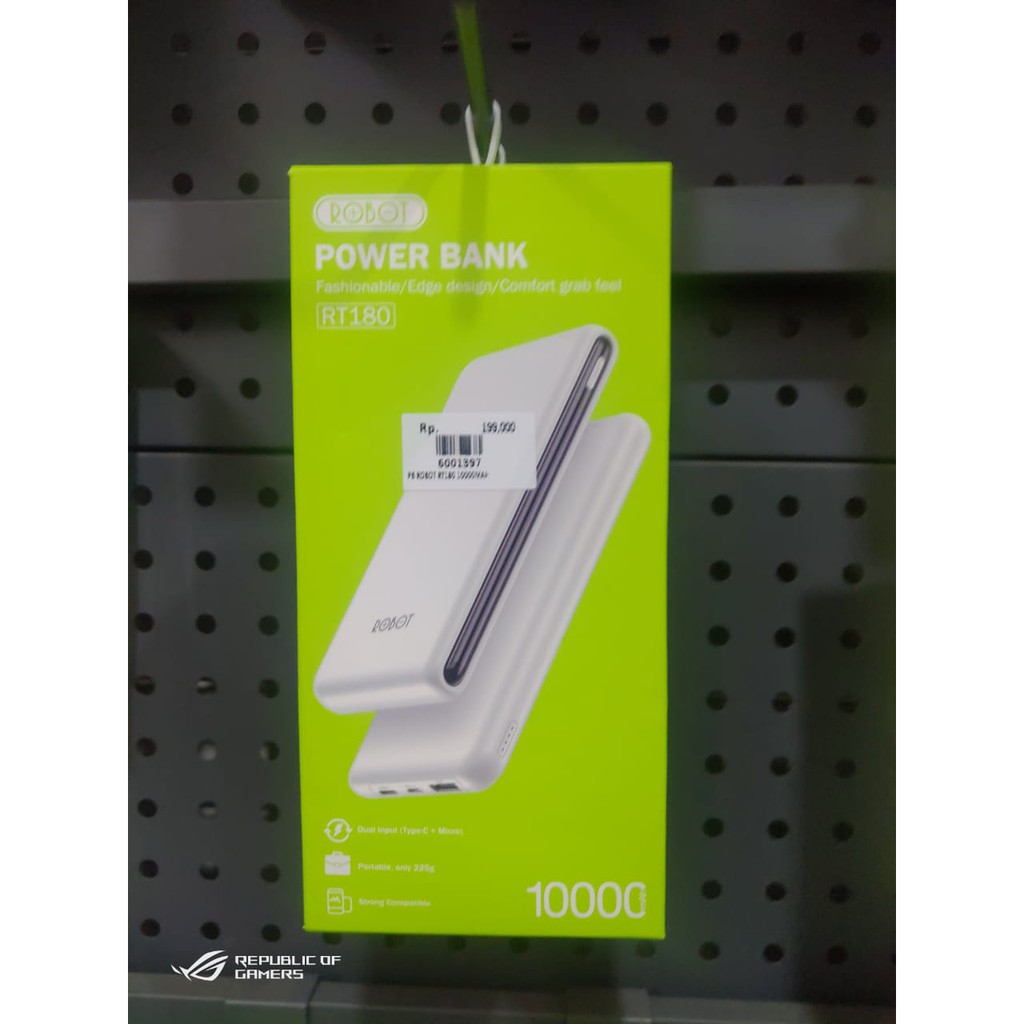 ROBOT
POWER BANK
Fashionable/Edge design/Comfort grab feel
RT180
Rp. 199,000
6001397
PB ROBOT RT180 10000MAH
ROBOT
Dual Input (Type-C + Micro)
Portable, only 225g
Strong Compatible
10000mAh
REPUBLIC OF
GAMERS